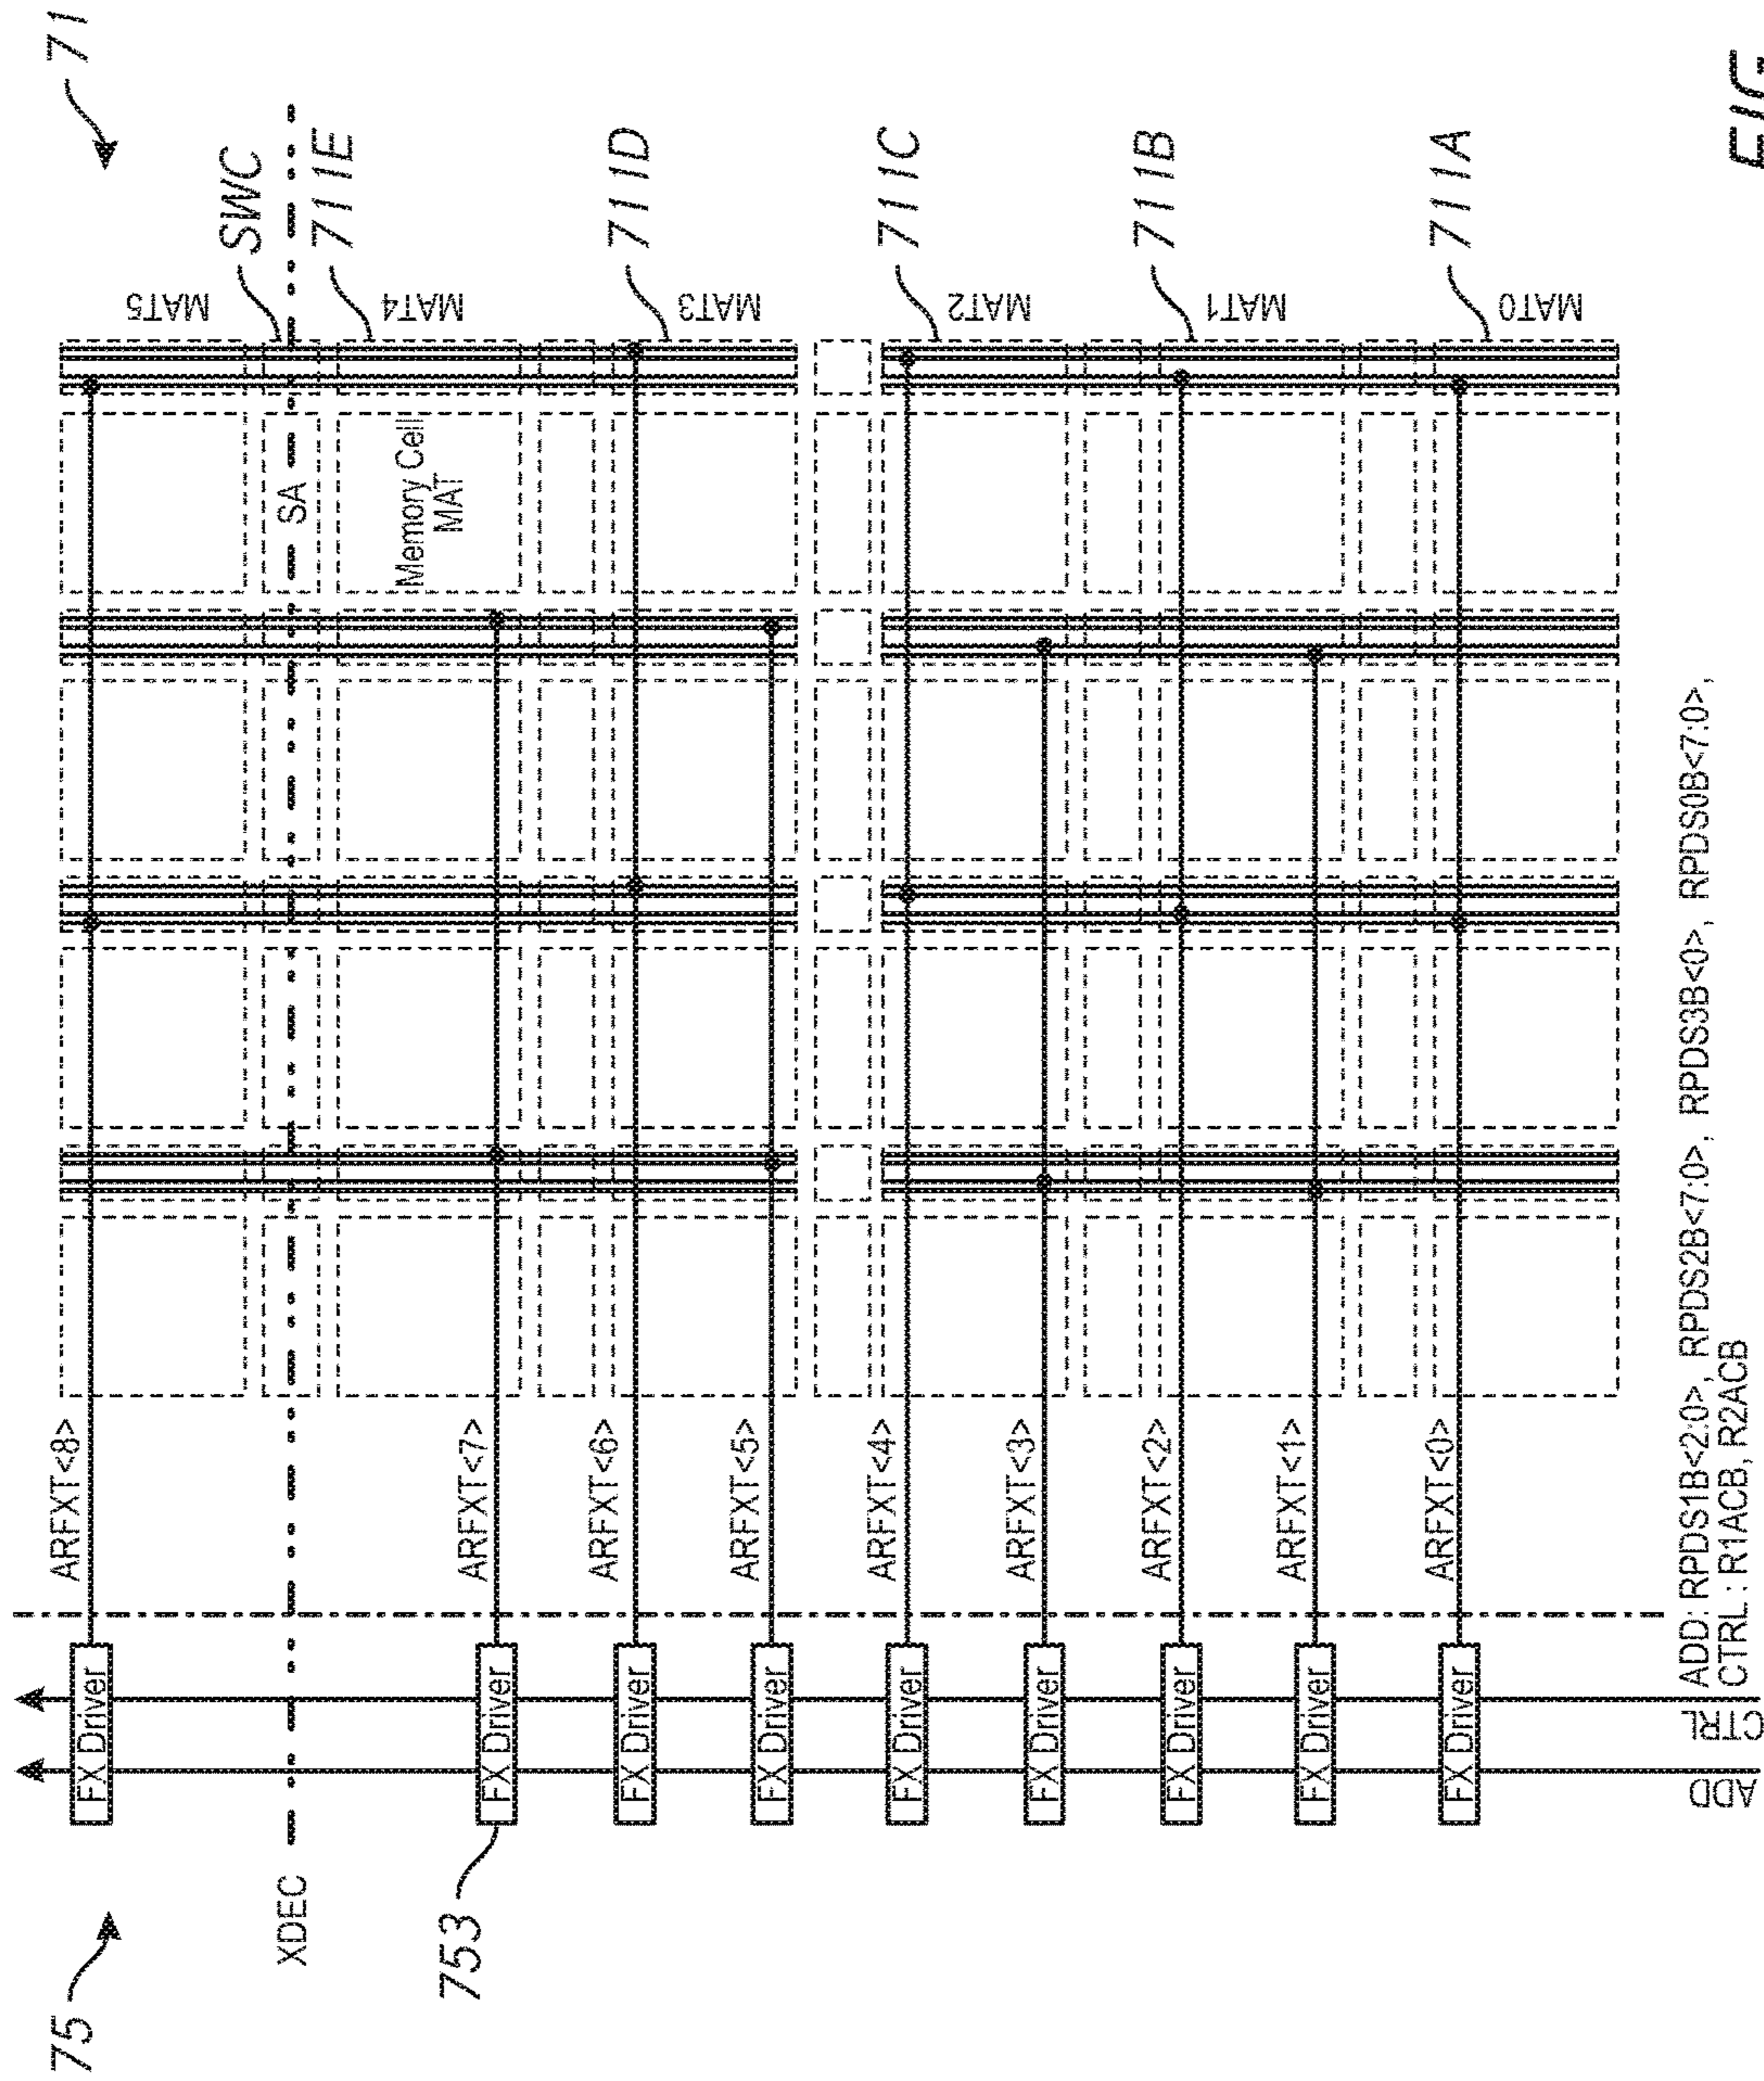 75
71
ARFXT<8>
FX Driver
MAT5
SWC
XDEC
SA
711E
753
FX Driver
ARFXT<7>
Memory Cell
MAT
MAT4
FX Driver
ARFXT<6>
711D
FX Driver
ARFXT<5>
MAT3
FX Driver
ARFXT<4>
711C
FX Driver
ARFXT<3>
MAT2
FX Driver
ARFXT<2>
711B
FX Driver
ARFXT<1>
MAT1
FX Driver
ARFXT<0>
711A
MAT0
ADD
CTRL
ADD: RPDS1B<2:0>, RPDS2B<7:0>, RPDS3B<0>, RPDS0B<7:0>,
CTRL : R1ACB, R2ACB
FIG